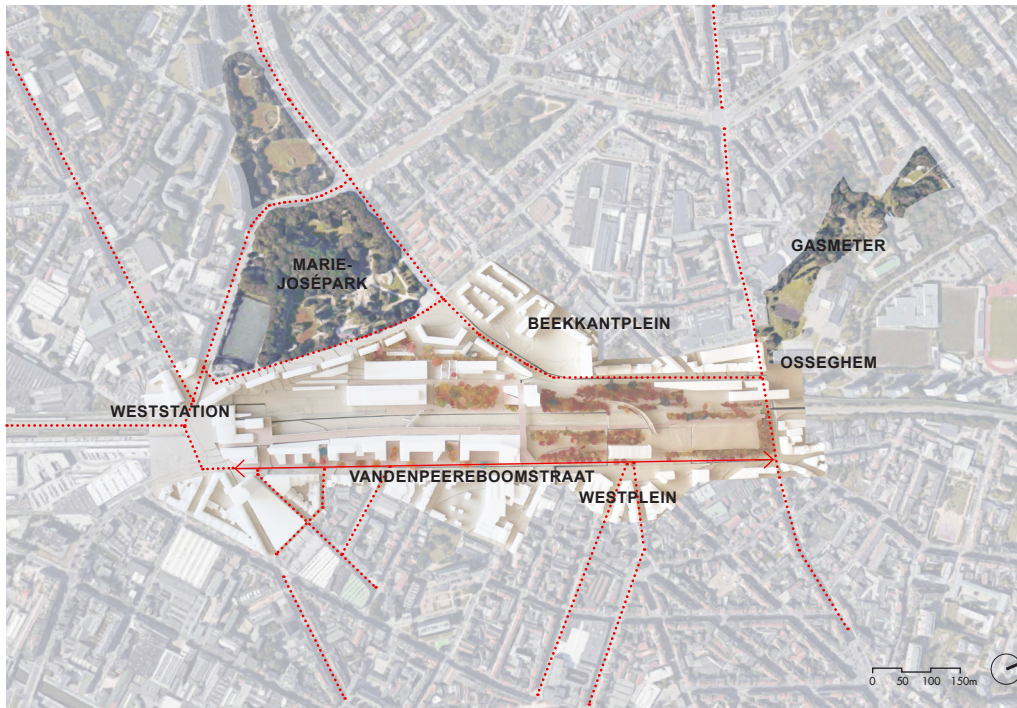 GASMETER
MARIE-
JOSÉPARK
BEEKKANTPLEIN
OSSEGHEM
WESTSTATION
VANDENPEEREBOOMSTRAAT
WESTPLEIN
0 50 100 150m